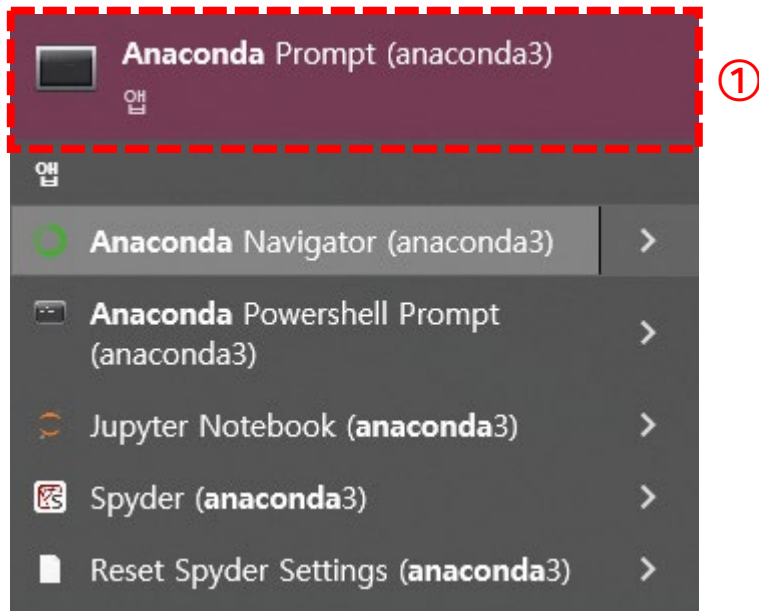 Anaconda Prompt (anaconda3)
앱
①
앱
Anaconda Navigator (anaconda3)
Anaconda Powershell Prompt
(anaconda3)
Jupyter Notebook (anaconda3)
Spyder (anaconda3)
Reset Spyder Settings (anaconda3)